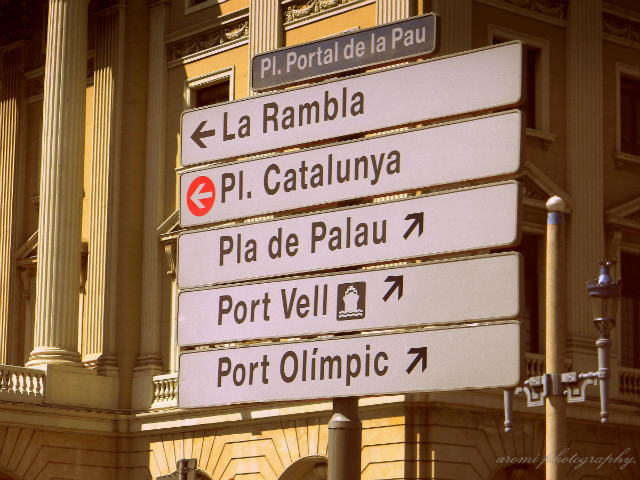 Pl. Portal de la Pau
La Rambla
Pl. Catalunya
Pla de Palau
Port Vell
Port Olímpic
aromi photography.